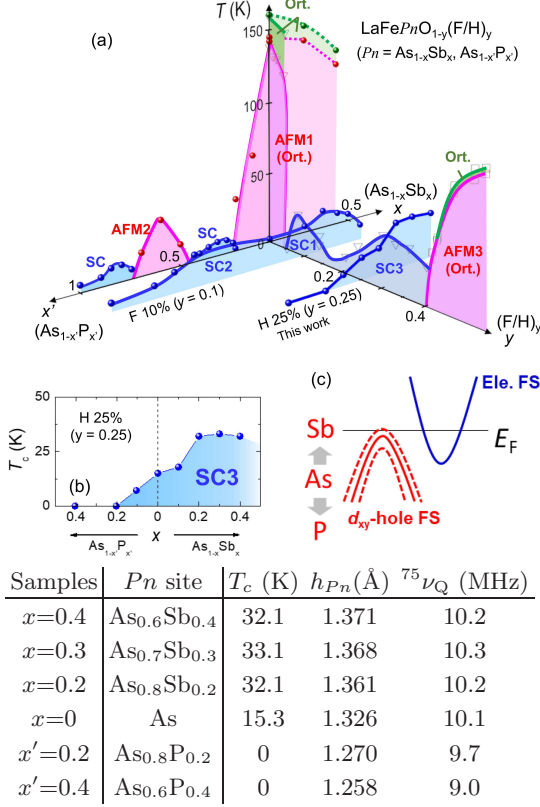 T (K)
(a)
Ort.
LaFePnO₁₋ᵧ(F/H)ᵧ
(Pn = As₁₋ₓSbₓ, As₁₋ₓ'Pₓ')
150
100
50
0
AFM1
(Ort.)
Ort.
(As₁₋ₓSbₓ)
x
0.5
AFM2
SC
SC
SC1
SC2
SC3
AFM3
(Ort.)
1
0.5
0.2
0.4
x'
(As₁₋ₓ'Pₓ')
F 10% (y = 0.1)
H 25% (y = 0.25)
This work
(F/H)ᵧ
y
(b)
H 25%
(y = 0.25)
Tc (K)
50
25
0
SC3
0.4 0.2 0 0.2 0.4
As₁₋ₓ'Pₓ' x As₁₋ₓSbₓ
(c)
Ele. FS
Sb
As
P
E_F
d_xy-hole FS
Samples Pn site Tc (K) hPn(Å) ⁷⁵νQ (MHz)
x=0.4 As₀.₆Sb₀.₄ 32.1 1.371 10.2
x=0.3 As₀.₇Sb₀.₃ 33.1 1.368 10.3
x=0.2 As₀.₈Sb₀.₂ 32.1 1.361 10.2
x=0 As 15.3 1.326 10.1
x′=0.2 As₀.₈P₀.₂ 0 1.270 9.7
x′=0.4 As₀.₆P₀.₄ 0 1.258 9.0